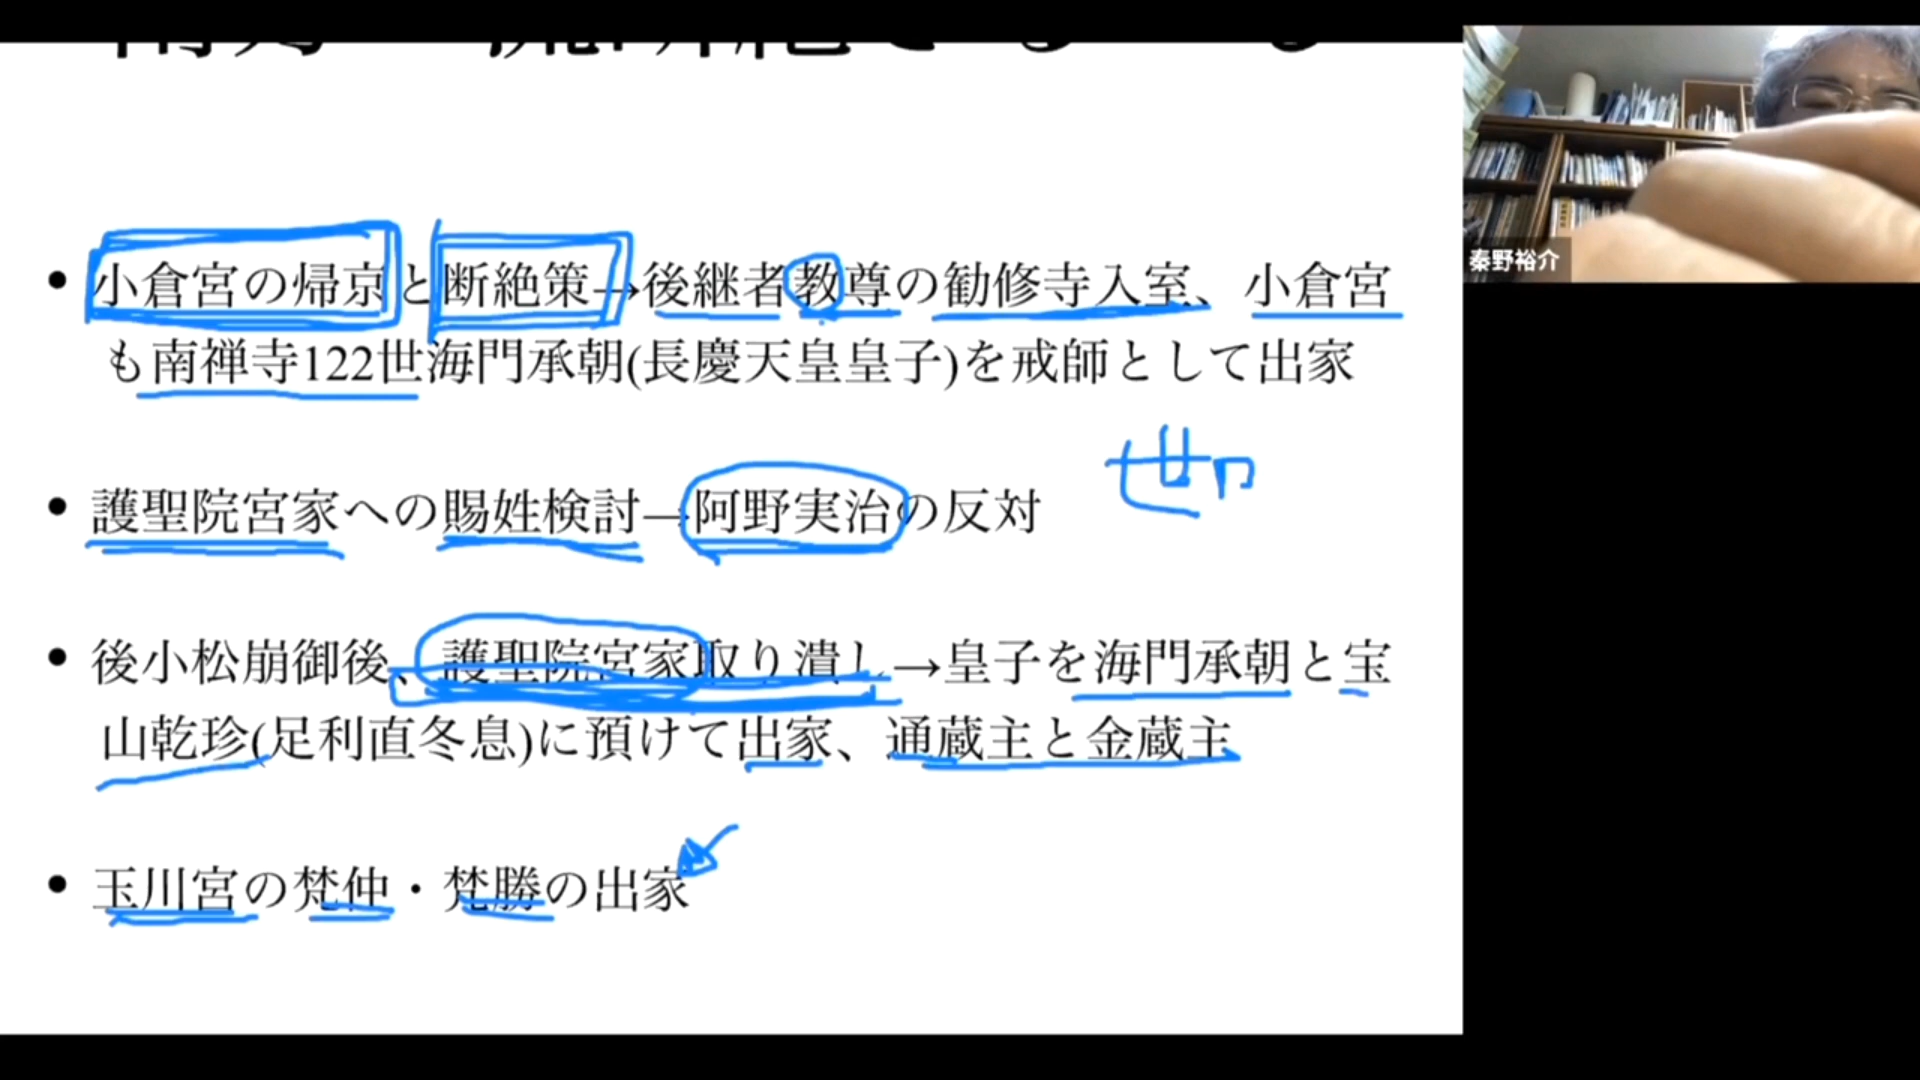 • 小倉宮の帰京と断絶策→後継者教尊の勧修寺入室、小倉宮
も南禅寺122世海門承朝(長慶天皇皇子)を戒師として出家
• 護聖院宮家への賜姓検討→阿野実治の反対
• 後小松崩御後、護聖院宮家取り潰し→皇子を海門承朝と宝
山乾珍(足利直冬息)に預けて出家、通蔵主と金蔵主
• 玉川宮の梵仲・梵勝の出家
秦野裕介